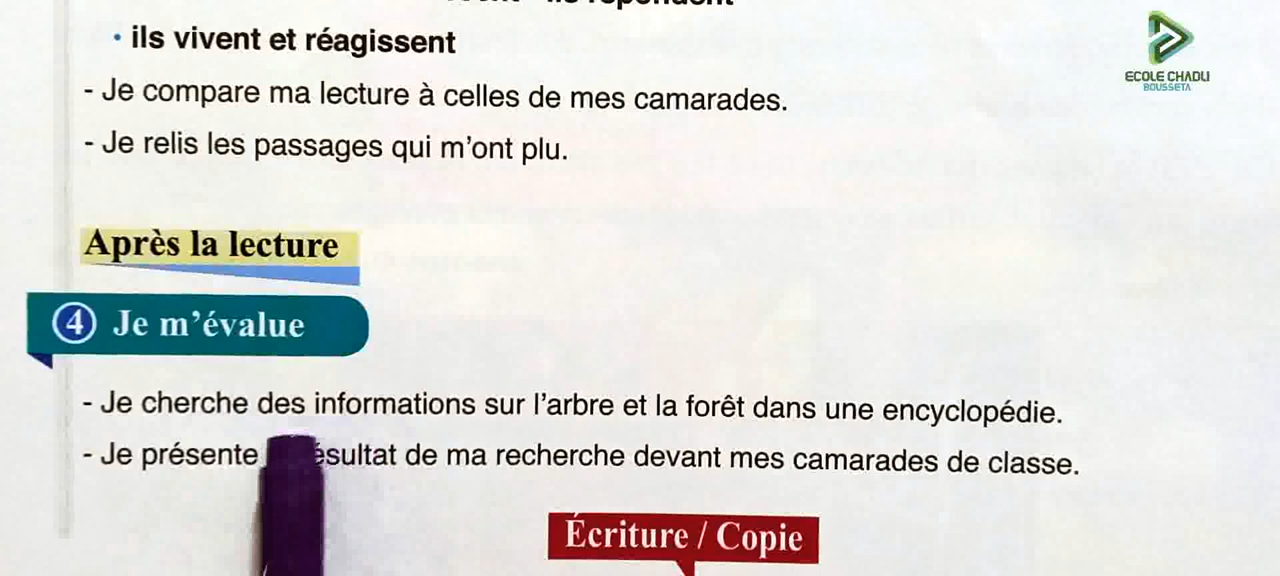 • ils vivent et réagissent
- Je compare ma lecture à celles de mes camarades.
- Je relis les passages qui m'ont plu.
Après la lecture
4 Je m'évalue
- Je cherche des informations sur l'arbre et la forêt dans une encyclopédie.
- Je présente ésultat de ma recherche devant mes camarades de classe.
Écriture / Copie
ECOLE CHADLI
BOUSSETA